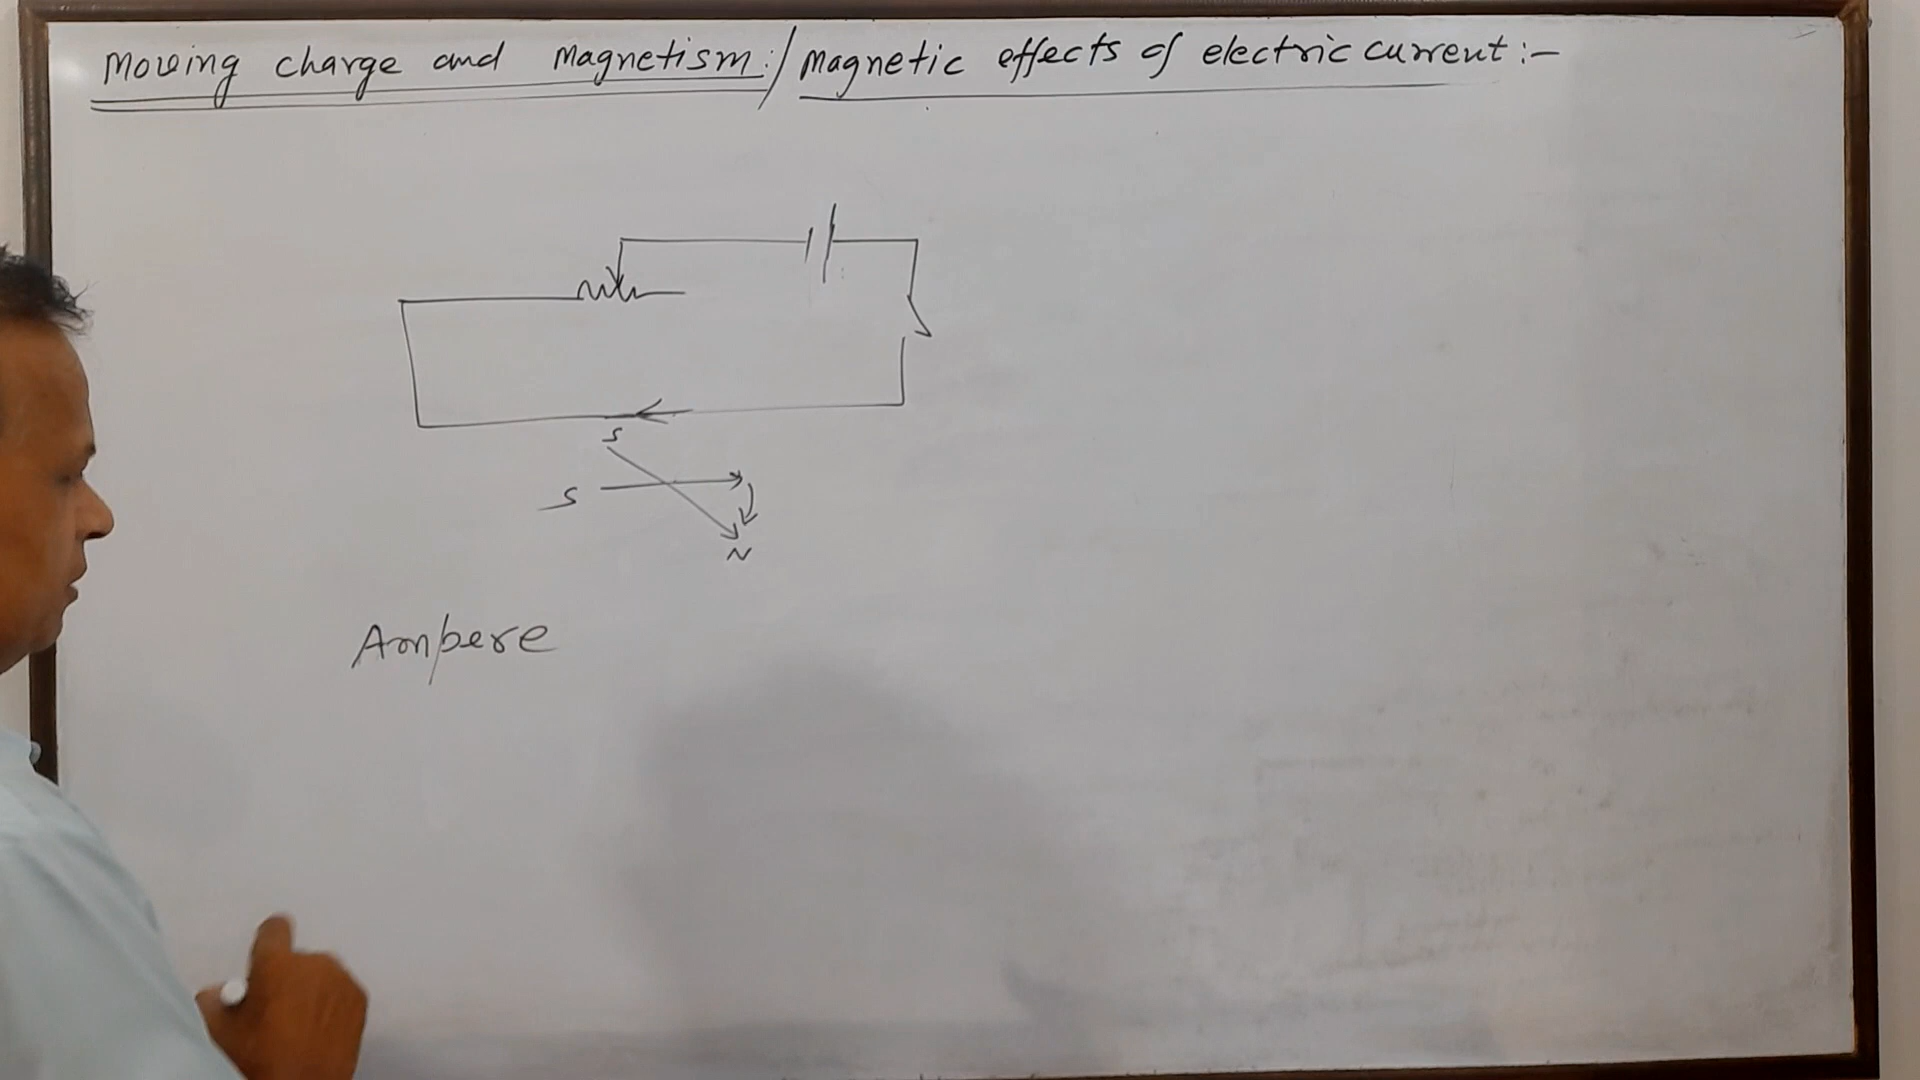 Moving charge and Magnetism:/Magnetic effects of electric current:-
S
S
N
Ampere